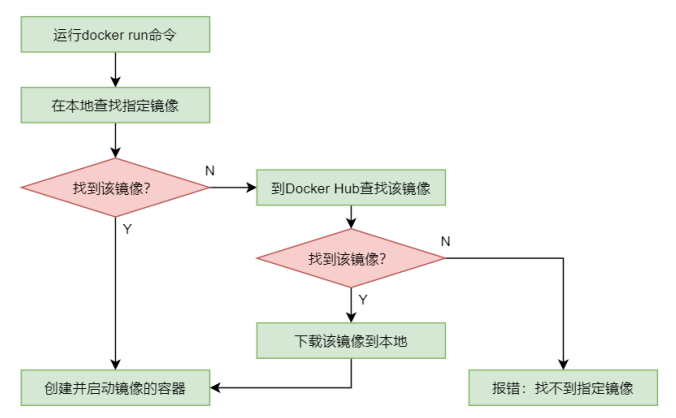 运行docker run命令
在本地查找指定镜像
找到该镜像?
N
到Docker Hub查找该镜像
Y
找到该镜像?
N
Y
下载该镜像到本地
创建并启动镜像的容器
报错：找不到指定镜像